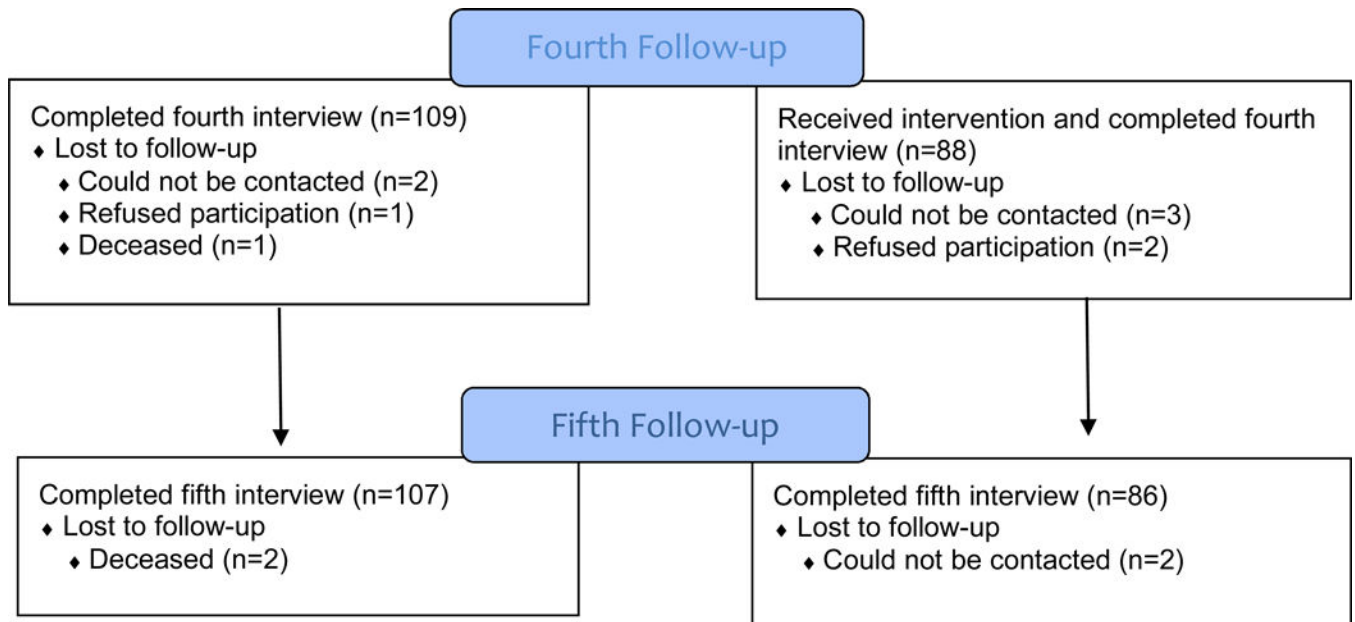 Fourth Follow-up
Completed fourth interview (n=109)
♦ Lost to follow-up
♦ Could not be contacted (n=2)
♦ Refused participation (n=1)
♦ Deceased (n=1)
Received intervention and completed fourth
interview (n=88)
♦ Lost to follow-up
♦ Could not be contacted (n=3)
♦ Refused participation (n=2)
Fifth Follow-up
Completed fifth interview (n=107)
♦ Lost to follow-up
♦ Deceased (n=2)
Completed fifth interview (n=86)
♦ Lost to follow-up
♦ Could not be contacted (n=2)